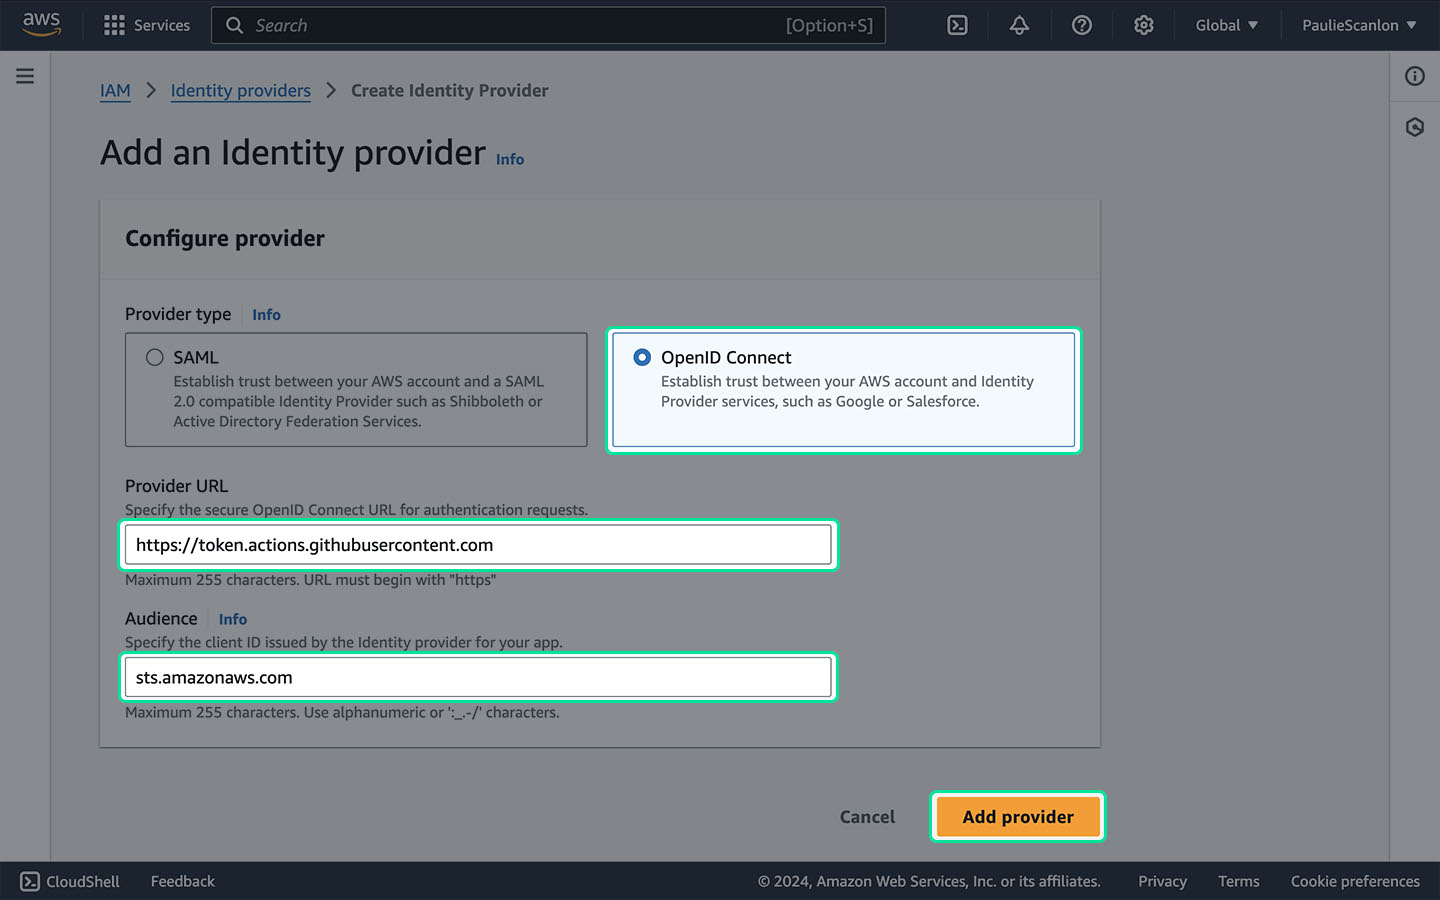 aws
Services
Search
[Option+S]
Global
PaulieScanlon
IAM
Identity providers
Create Identity Provider
Add an Identity provider
Info
Configure provider
Provider type
Info
SAML
Establish trust between your AWS account and a SAML
2.0 compatible Identity Provider such as Shibboleth or
Active Directory Federation Services.
OpenID Connect
Establish trust between your AWS account and Identity
Provider services, such as Google or Salesforce.
Provider URL
Specify the secure OpenID Connect URL for authentication requests.
https://token.actions.githubusercontent.com
Maximum 255 characters. URL must begin with "https"
Audience
Info
Specify the client ID issued by the Identity provider for your app.
sts.amazonaws.com
Maximum 255 characters. Use alphanumeric or ':_.-/' characters.
Cancel
Add provider
CloudShell
Feedback
© 2024, Amazon Web Services, Inc. or its affiliates.
Privacy
Terms
Cookie preferences